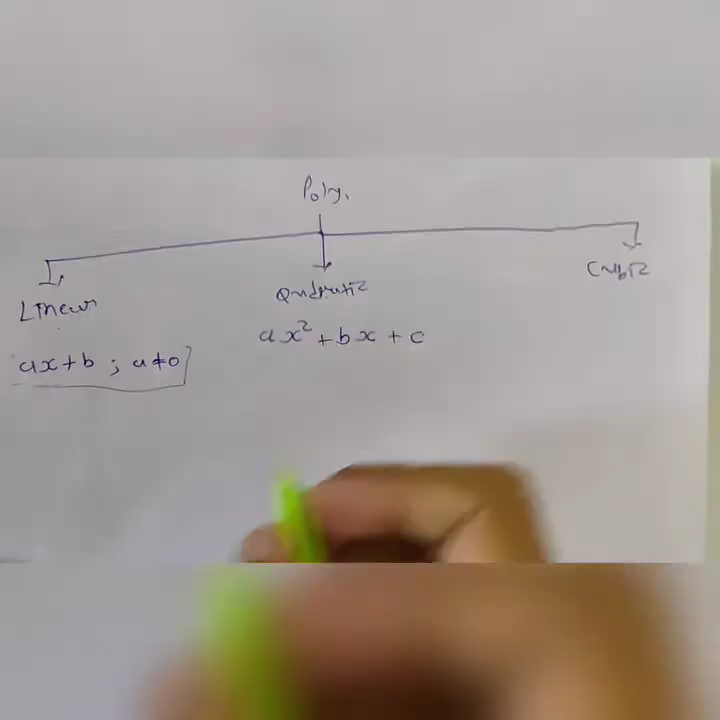 Poly.
Linear
Quadratic
Cubic
ax² + bx + c
ax + b ; a ≠ 0